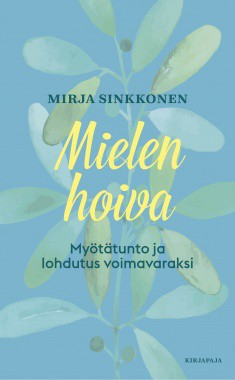 MIRJA SINKKONEN
Mielen
hoiva
Myötätunto ja
lohdutus voimavaraksi
KIRJAPAJA